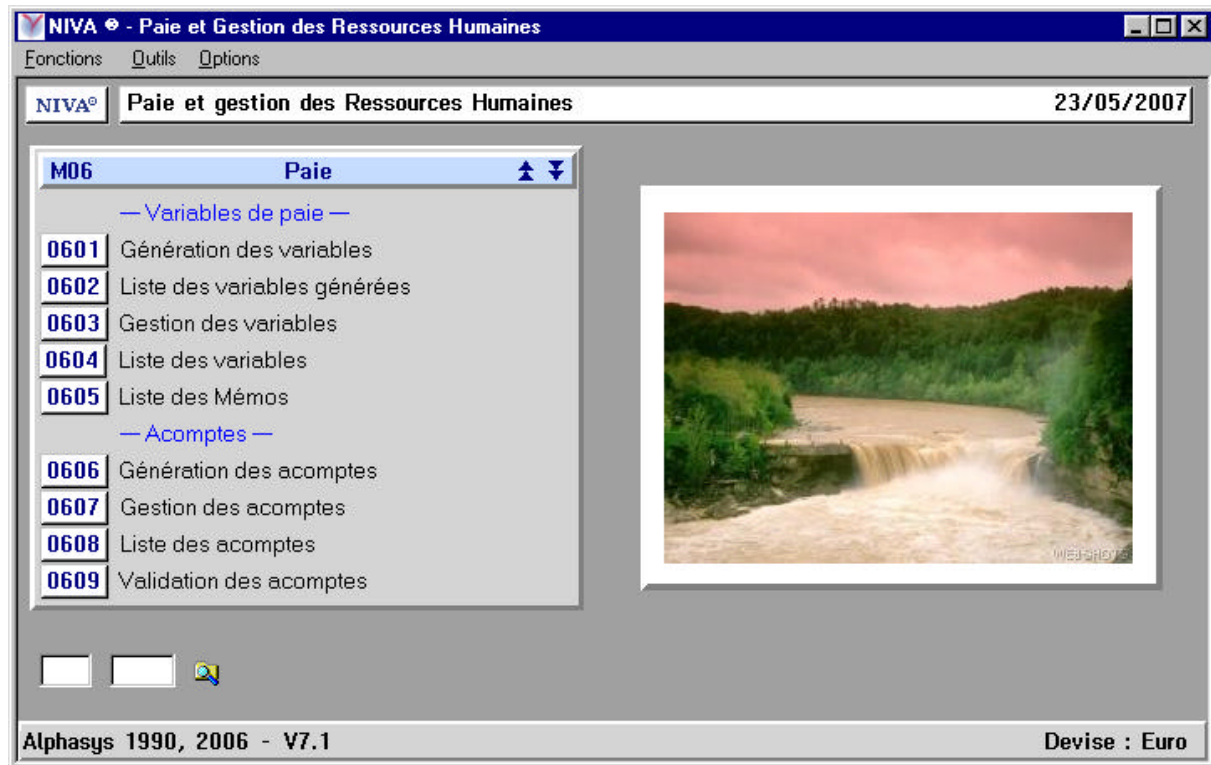 NIVA ® - Paie et Gestion des Ressources Humaines
Fonctions Outils Options
NIVA® Paie et gestion des Ressources Humaines 23/05/2007
M06 Paie
— Variables de paie —
0601 Génération des variables
0602 Liste des variables générées
0603 Gestion des variables
0604 Liste des variables
0605 Liste des Mémos
— Acomptes —
0606 Génération des acomptes
0607 Gestion des acomptes
0608 Liste des acomptes
0609 Validation des acomptes
WEBSHOTS
Alphasys 1990, 2006 - V7.1 Devise : Euro